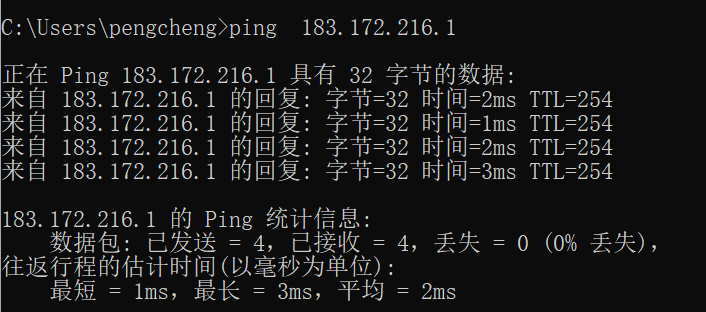 C:\Users\pengcheng>ping  183.172.216.1
正在 Ping 183.172.216.1 具有 32 字节的数据:
来自 183.172.216.1 的回复: 字节=32 时间=2ms TTL=254
来自 183.172.216.1 的回复: 字节=32 时间=1ms TTL=254
来自 183.172.216.1 的回复: 字节=32 时间=2ms TTL=254
来自 183.172.216.1 的回复: 字节=32 时间=3ms TTL=254
183.172.216.1 的 Ping 统计信息:
    数据包: 已发送 = 4，已接收 = 4，丢失 = 0 (0% 丢失)，
往返行程的估计时间(以毫秒为单位):
    最短 = 1ms，最长 = 3ms，平均 = 2ms